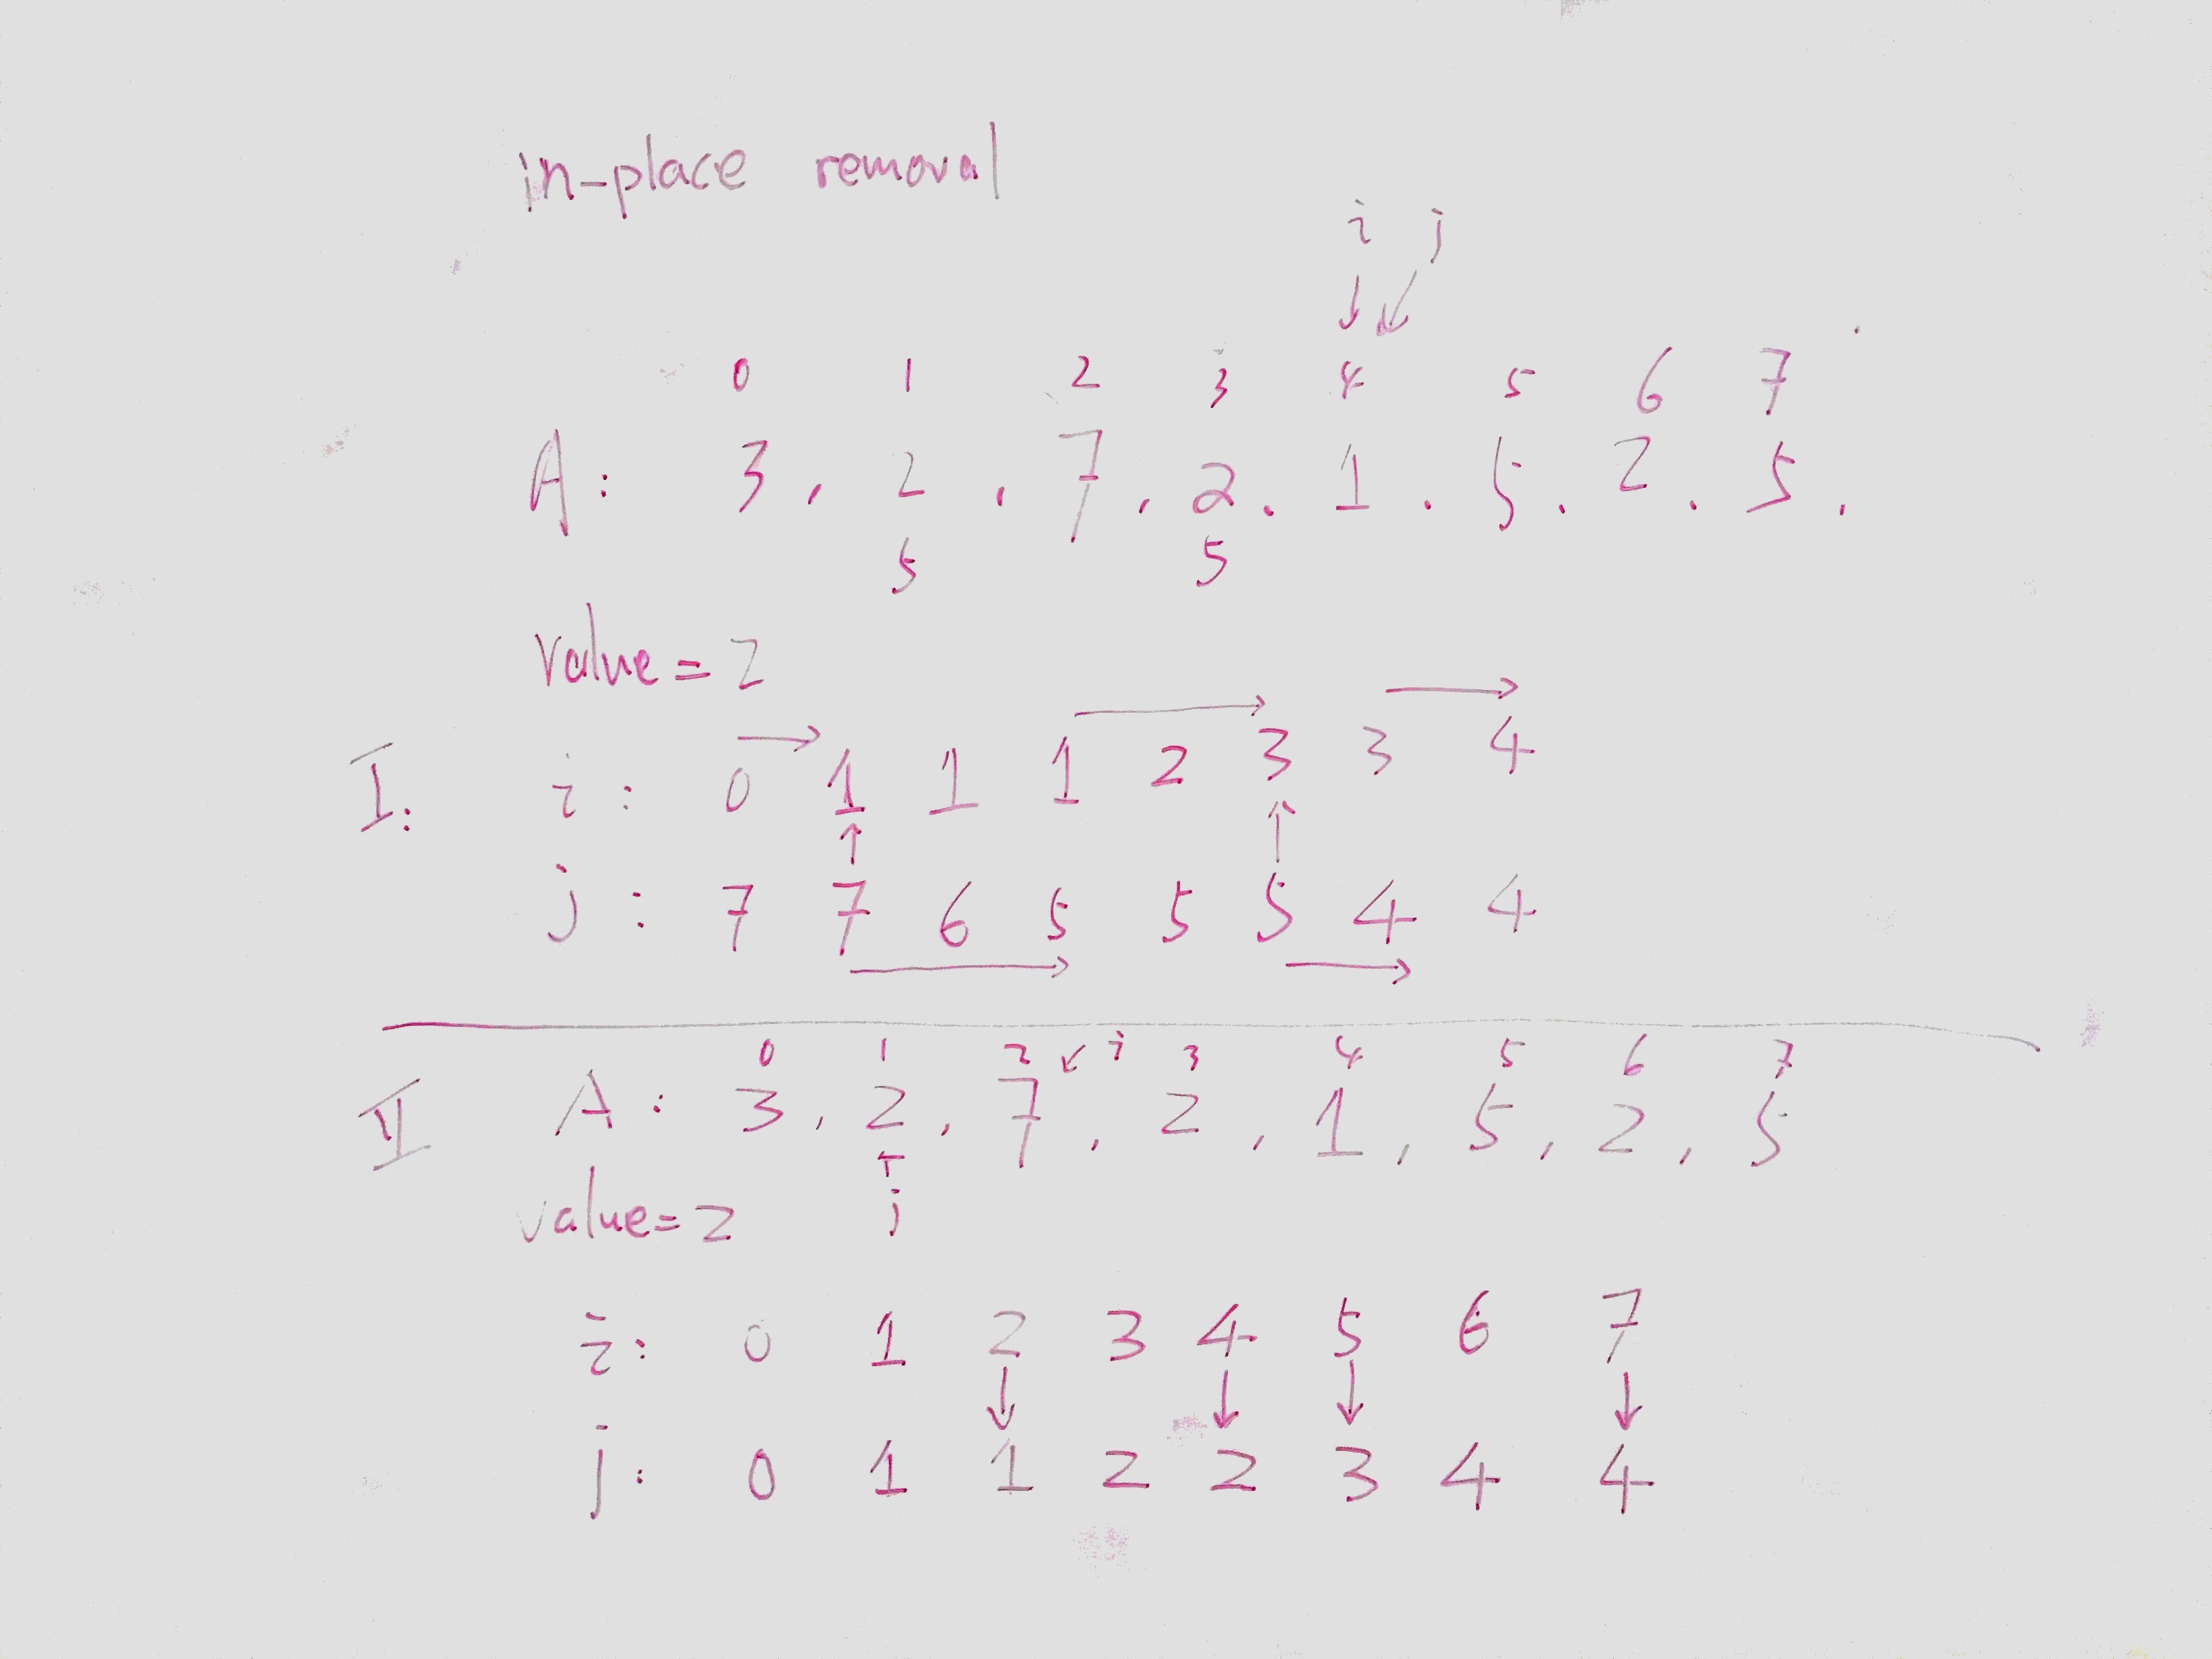 in-place removal
i j
0 1 2 3 4 5 6 7
A: 3, 2, 7, 2, 1, 5, 2, 5,
5 5
value=2
I: i: 0 1 1 1 2 3 3 4
j: 7 7 6 5 5 5 4 4
0 1 2 i 3 4 5 6 7
II A: 3, 2, 7, 2, 1, 5, 2, 5
value=2 j
i: 0 1 2 3 4 5 6 7
j: 0 1 1 2 2 3 4 4